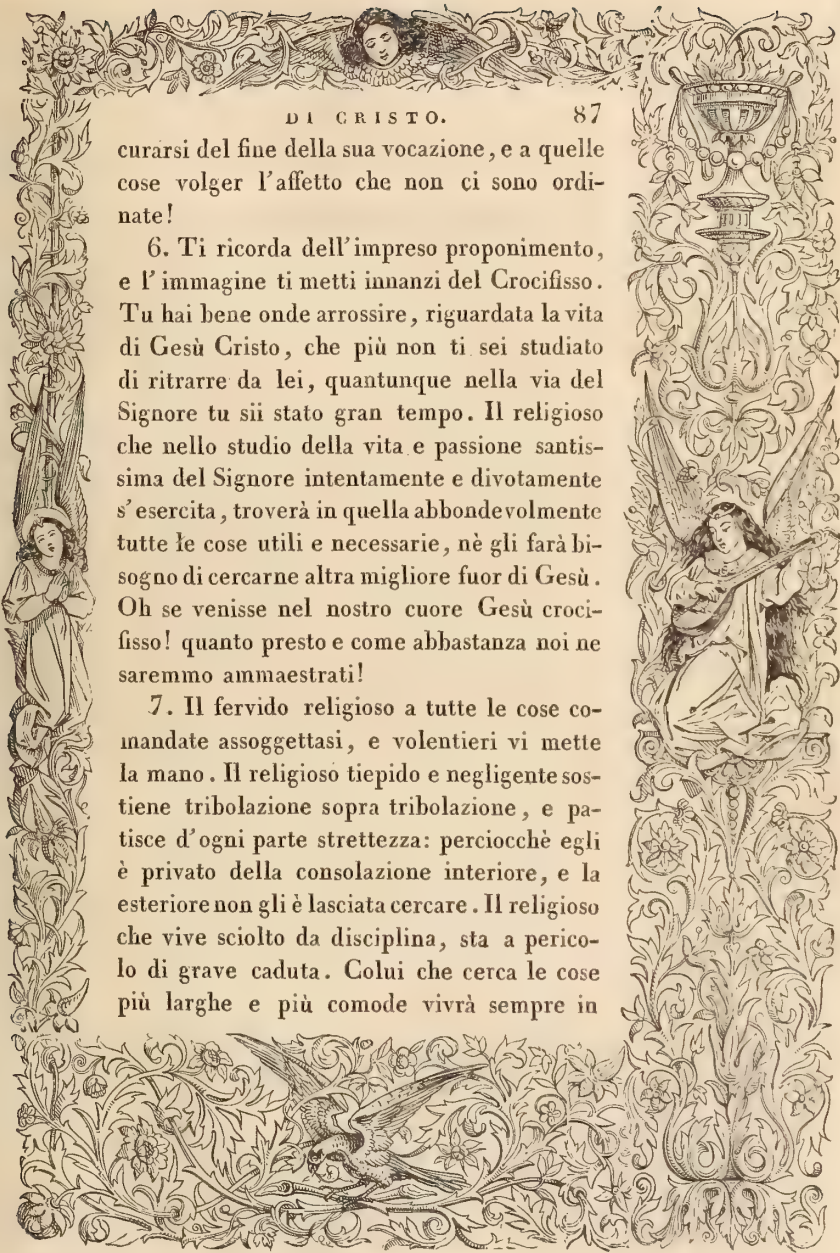 DI CRISTO. 87
curarsi del fine della sua vocazione, e a quelle
cose volger l'affetto che non ci sono ordi-
nate!
6. Ti ricorda dell'impreso proponimento,
e l'immagine ti metti innanzi del Crocifisso.
Tu hai bene onde arrossire, riguardata la vita
di Gesù Cristo, che più non ti sei studiato
di ritrarre da lei, quantunque nella via del
Signore tu sii stato gran tempo. Il religioso
che nello studio della vita e passione santis-
sima del Signore intentamente e divotamente
s'esercita, troverà in quella abbondevolmente
tutte le cose utili e necessarie, nè gli farà bi-
sogno di cercarne altra migliore fuor di Gesù.
Oh se venisse nel nostro cuore Gesù croci-
fisso! quanto presto e come abbastanza noi ne
saremmo ammaestrati!
7. Il fervido religioso a tutte le cose co-
mandate assoggettasi, e volentieri vi mette
la mano. Il religioso tiepido e negligente sos-
tiene tribolazione sopra tribolazione, e pa-
tisce d'ogni parte strettezza: perciocchè egli
è privato della consolazione interiore, e la
esteriore non gli è lasciata cercare. Il religioso
che vive sciolto da disciplina, sta a perico-
lo di grave caduta. Colui che cerca le cose
più larghe e più comode vivrà sempre in